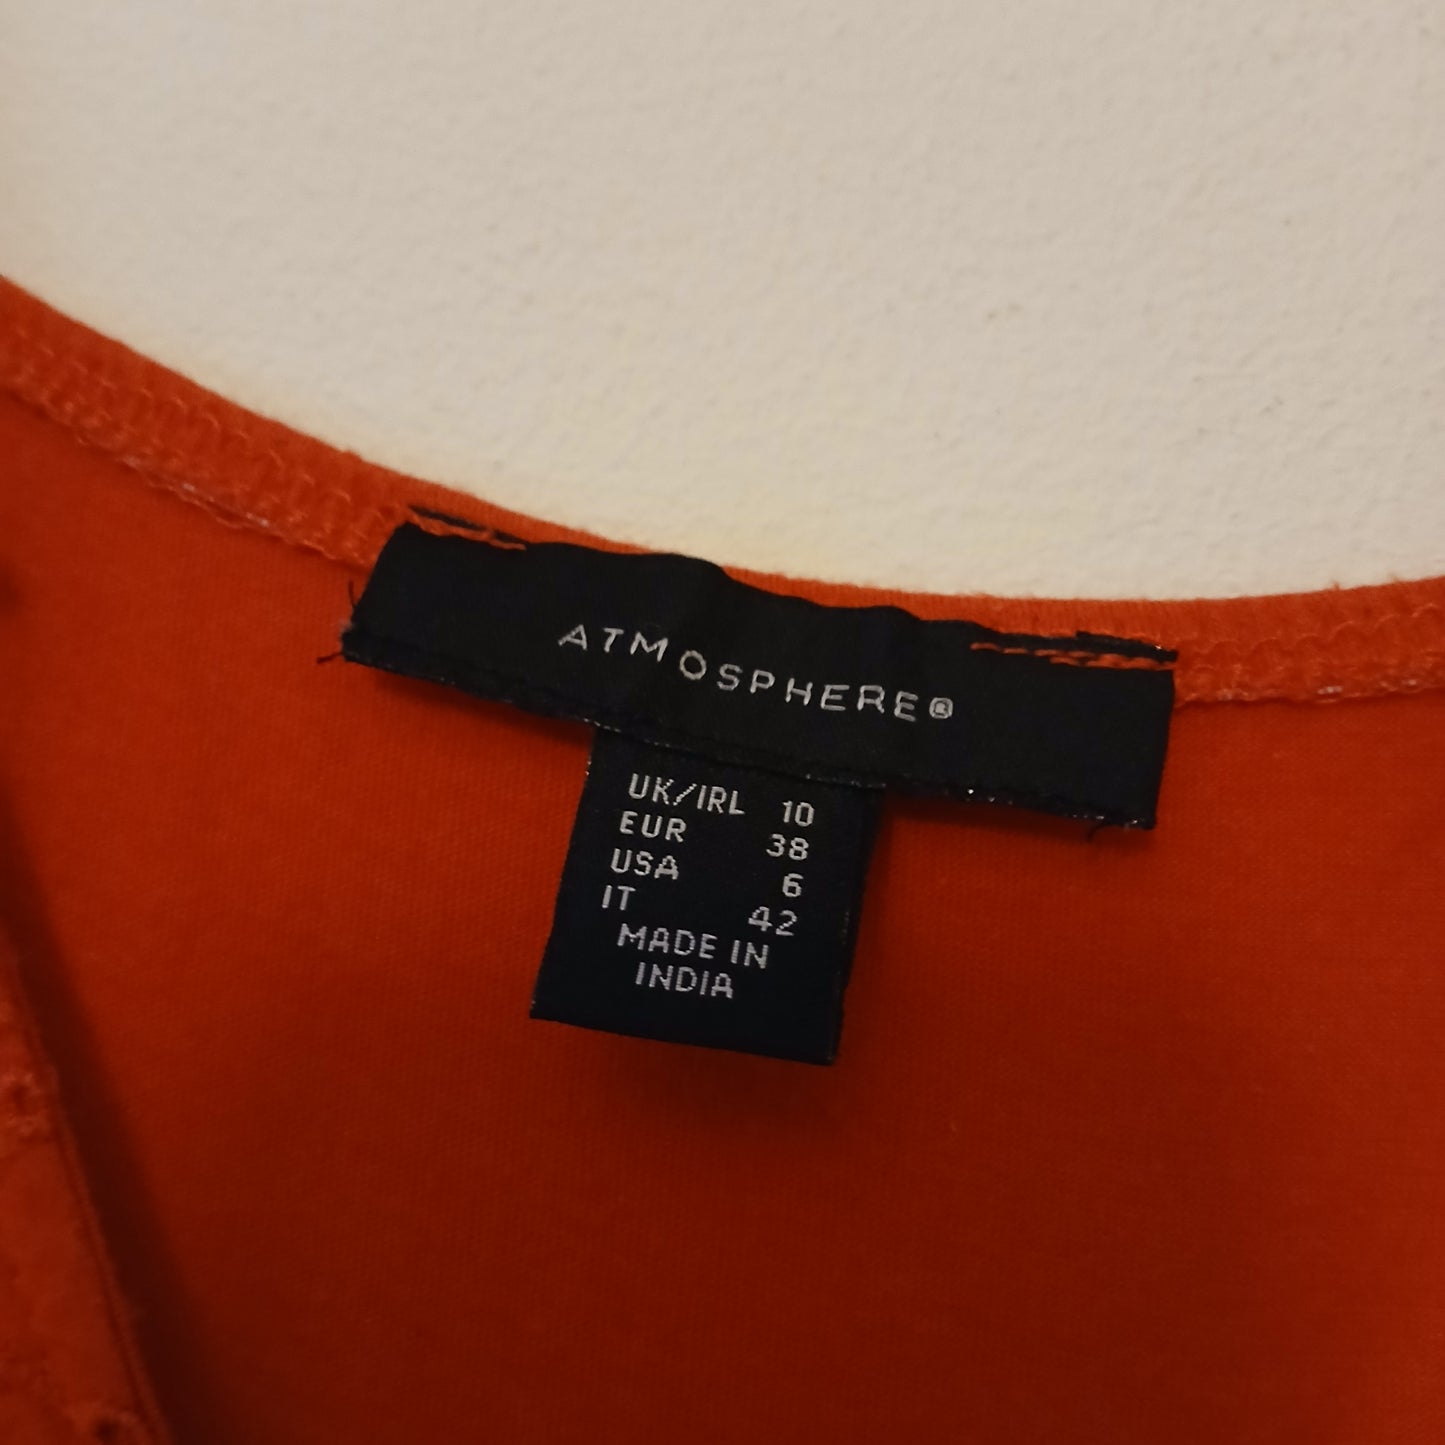 ATMOSPHERE®
UK/IRL 10
EUR 38
USA 6
IT 42
MADE IN
INDIA